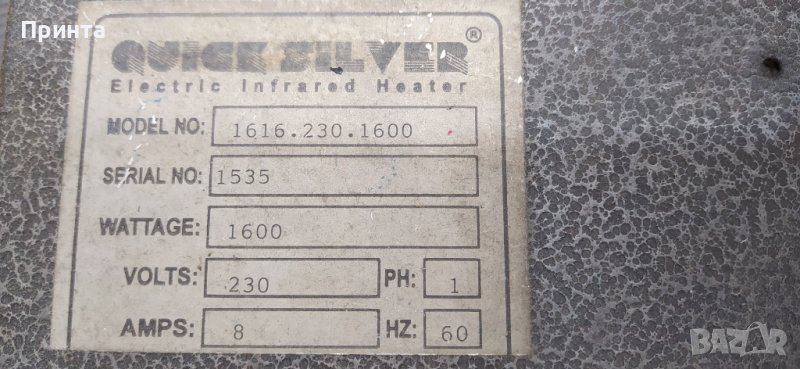 Принта
QUICK SILVER ®
Electric Infrared Heater
MODEL NO: 1616.230.1600
SERIAL NO: 1535
WATTAGE: 1600
VOLTS: 230 PH: 1
AMPS: 8 HZ: 60
BAZAR